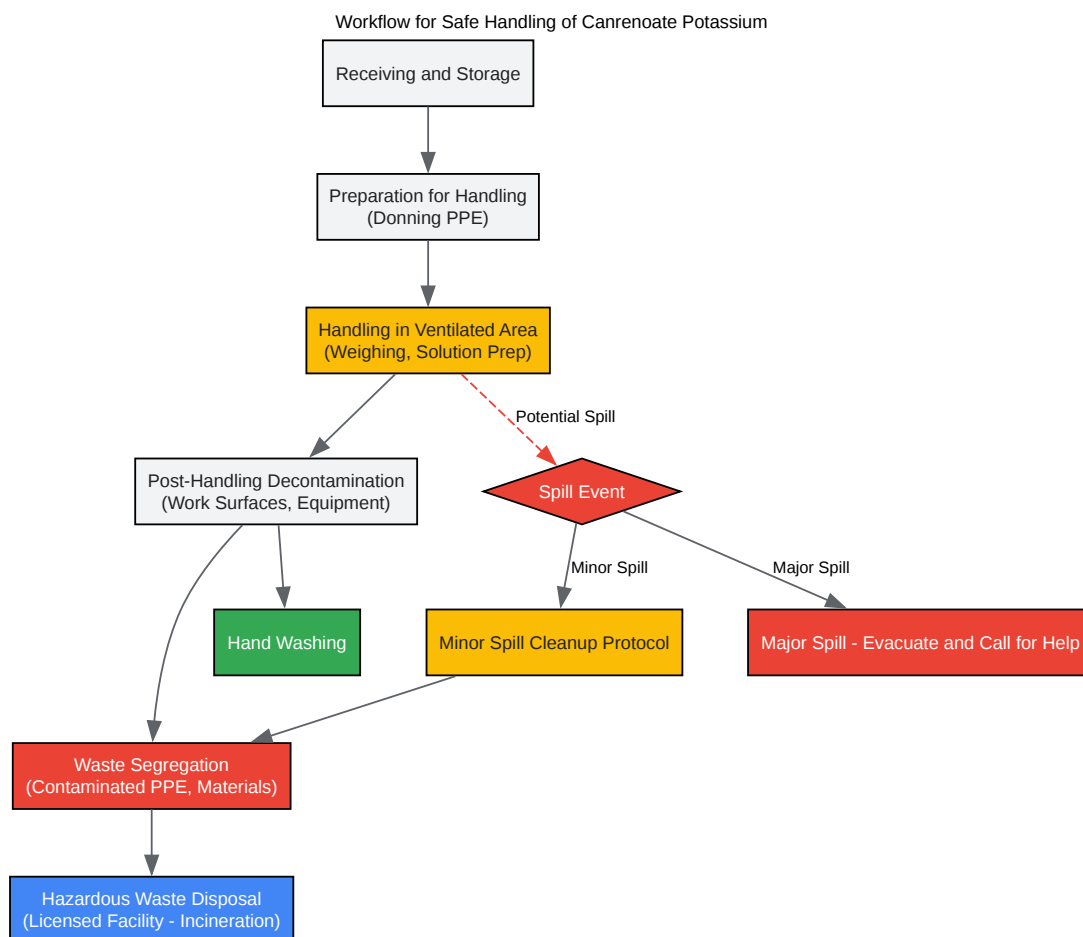 Workflow for Safe Handling of Canrenoate Potassium
Receiving and Storage
Preparation for Handling
(Donning PPE)
Handling in Ventilated Area
(Weighing, Solution Prep)
Potential Spill
Post-Handling Decontamination
(Work Surfaces, Equipment)
Spill Event
Minor Spill
Major Spill
Hand Washing
Minor Spill Cleanup Protocol
Major Spill - Evacuate and Call for Help
Waste Segregation
(Contaminated PPE, Materials)
Hazardous Waste Disposal
(Licensed Facility - Incineration)